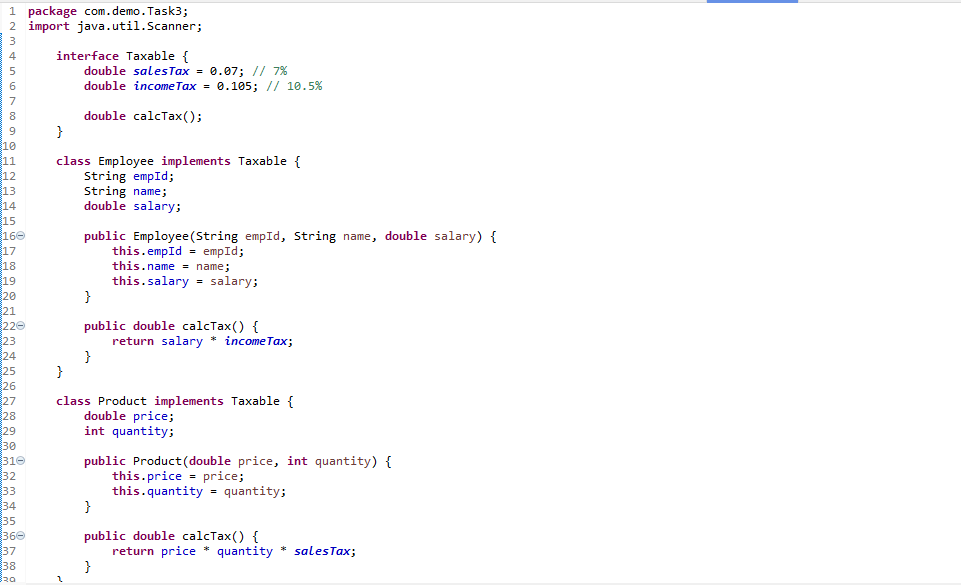 1 package com.demo.Task3;
2 import java.util.Scanner;
3
4     interface Taxable {
5         double salesTax = 0.07; // 7%
6         double incomeTax = 0.105; // 10.5%
7
8         double calcTax();
9     }
10
11     class Employee implements Taxable {
12         String empId;
13         String name;
14         double salary;
15
16         public Employee(String empId, String name, double salary) {
17             this.empId = empId;
18             this.name = name;
19             this.salary = salary;
20         }
21
22         public double calcTax() {
23             return salary * incomeTax;
24         }
25     }
26
27     class Product implements Taxable {
28         double price;
29         int quantity;
30
31         public Product(double price, int quantity) {
32             this.price = price;
33             this.quantity = quantity;
34         }
35
36         public double calcTax() {
37             return price * quantity * salesTax;
38         }
39     }